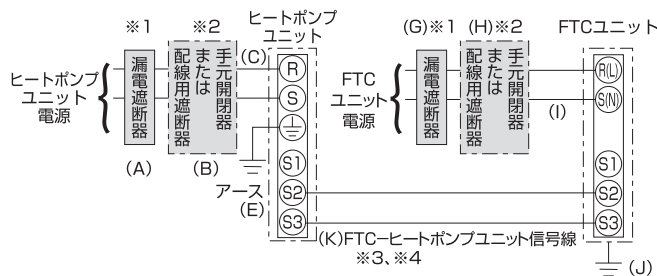 ※1
※2
ヒートポンプ
ユニット
(G)※1
(H)※2
FTCユニット
ヒートポンプ
ユニット
電源
漏電遮断器
手元開閉器
または
配線用遮断器
(C)
R
S
S1
S2
S3
(A)
(B)
アース
(E)
FTC
ユニット
電源
漏電遮断器
手元開閉器
または
配線用遮断器
(I)
R(L)
S(N)
S1
S2
S3
(K)FTCーヒートポンプユニット信号線
※3、※4
(J)